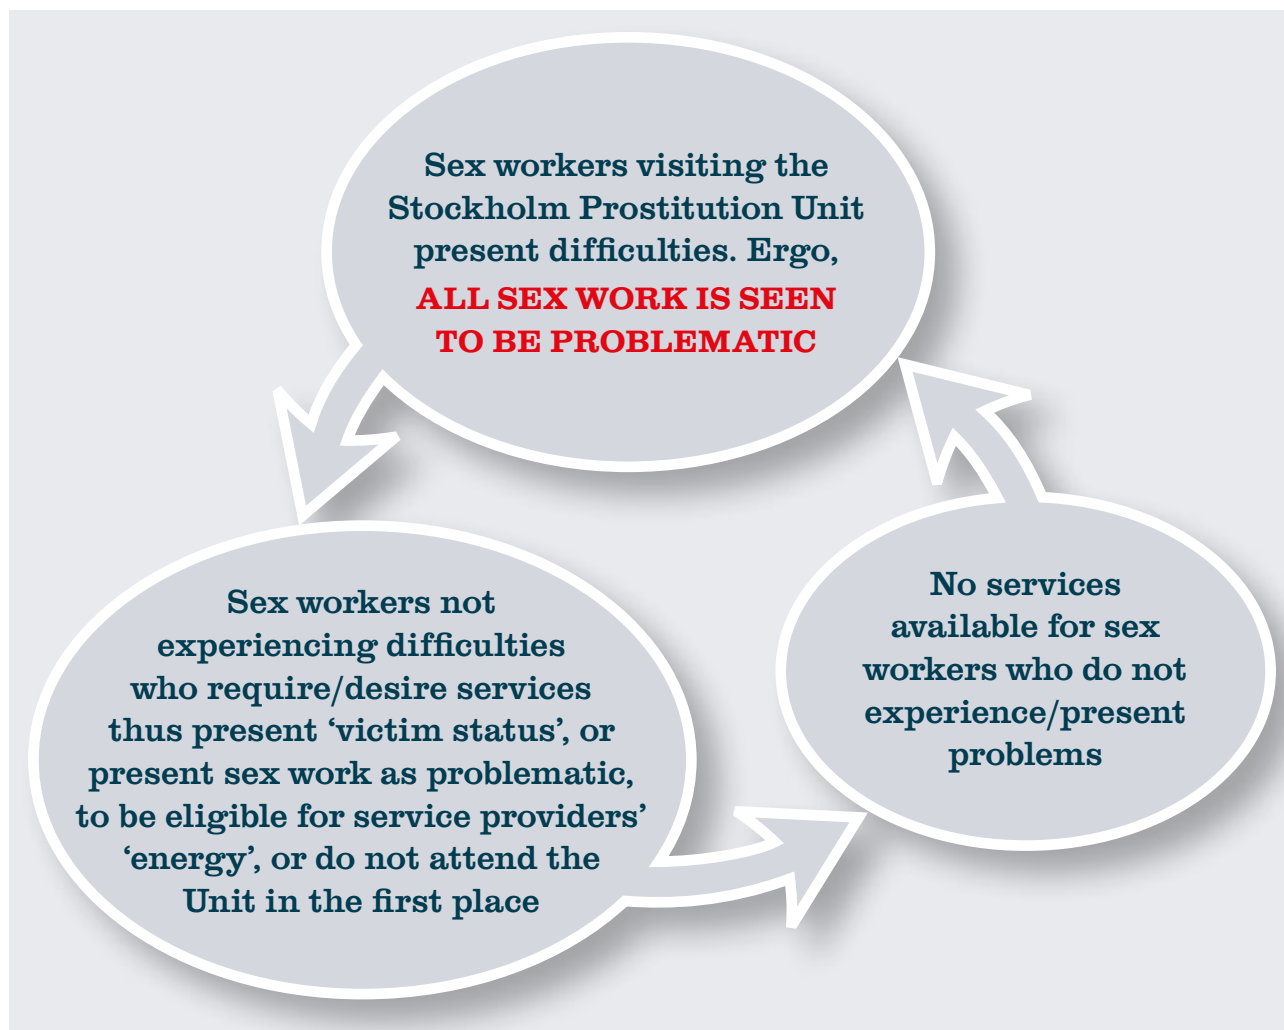 Sex workers visiting the
Stockholm Prostitution Unit
present difficulties. Ergo,
ALL SEX WORK IS SEEN
TO BE PROBLEMATIC
Sex workers not
experiencing difficulties
who require/desire services
thus present ‘victim status’, or
present sex work as problematic,
to be eligible for service providers’
‘energy’, or do not attend the
Unit in the first place
No services
available for sex
workers who do not
experience/present
problems